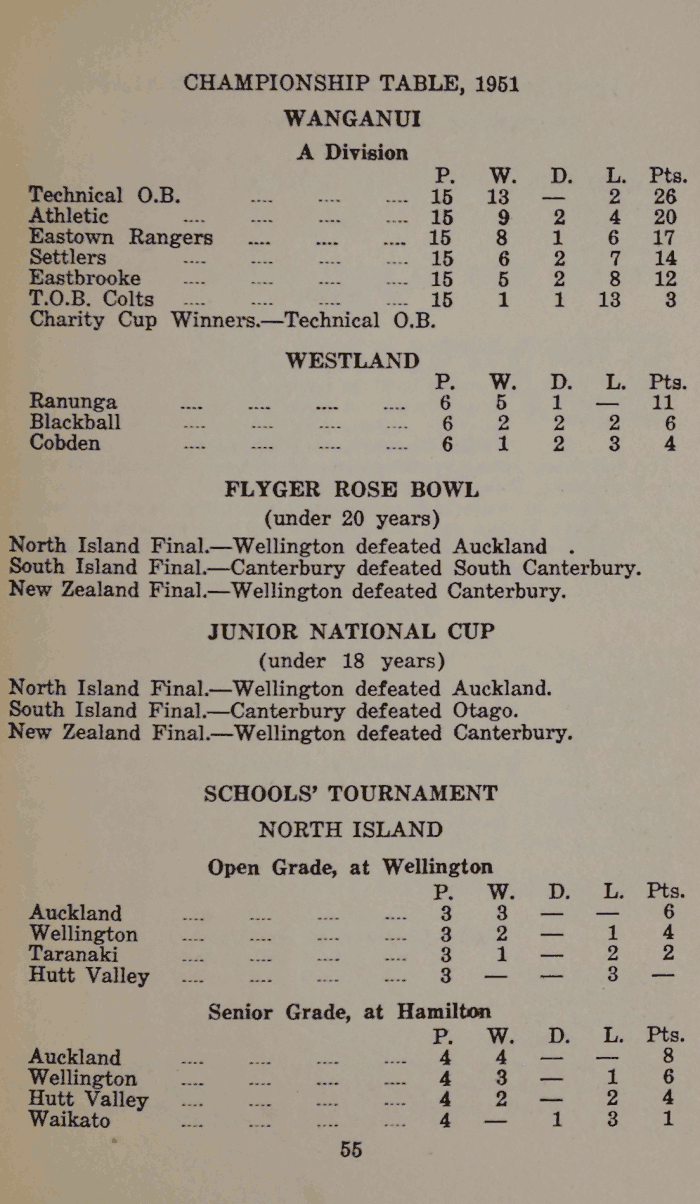 CHAMPIONSHIP TABLE, 1951
WANGANUI
A Division
P. W. D. L. Pts.
Technical O.B. .... .... .... 15 13 — 2 26
Athletic .... .... .... .... 15 9 2 4 20
Eastown Rangers .... .... .... 15 8 1 6 17
Settlers .... .... .... .... 15 6 2 7 14
Eastbrooke .... .... .... .... 15 5 2 8 12
T.O.B. Colts .... .... .... .... 15 1 1 13 3
Charity Cup Winners.—Technical O.B.
WESTLAND
P. W. D. L. Pts.
Ranunga .... .... .... .... 6 5 1 — 11
Blackball .... .... .... .... 6 2 2 2 6
Cobden .... .... .... .... 6 1 2 3 4
FLYGER ROSE BOWL
(under 20 years)
North Island Final.—Wellington defeated Auckland .
South Island Final.—Canterbury defeated South Canterbury.
New Zealand Final.—Wellington defeated Canterbury.
JUNIOR NATIONAL CUP
(under 18 years)
North Island Final.—Wellington defeated Auckland.
South Island Final.—Canterbury defeated Otago.
New Zealand Final.—Wellington defeated Canterbury.
SCHOOLS' TOURNAMENT
NORTH ISLAND
Open Grade, at Wellington
P. W. D. L. Pts.
Auckland .... .... .... .... 3 3 — — 6
Wellington .... .... .... .... 3 2 — 1 4
Taranaki .... .... .... .... 3 1 — 2 2
Hutt Valley .... .... .... .... 3 — — 3 —
Senior Grade, at Hamilton
P. W. D. L. Pts.
Auckland .... .... .... .... 4 4 — — 8
Wellington .... .... .... .... 4 3 — 1 6
Hutt Valley .... .... .... .... 4 2 — 2 4
Waikato .... .... .... .... 4 — 1 3 1
55